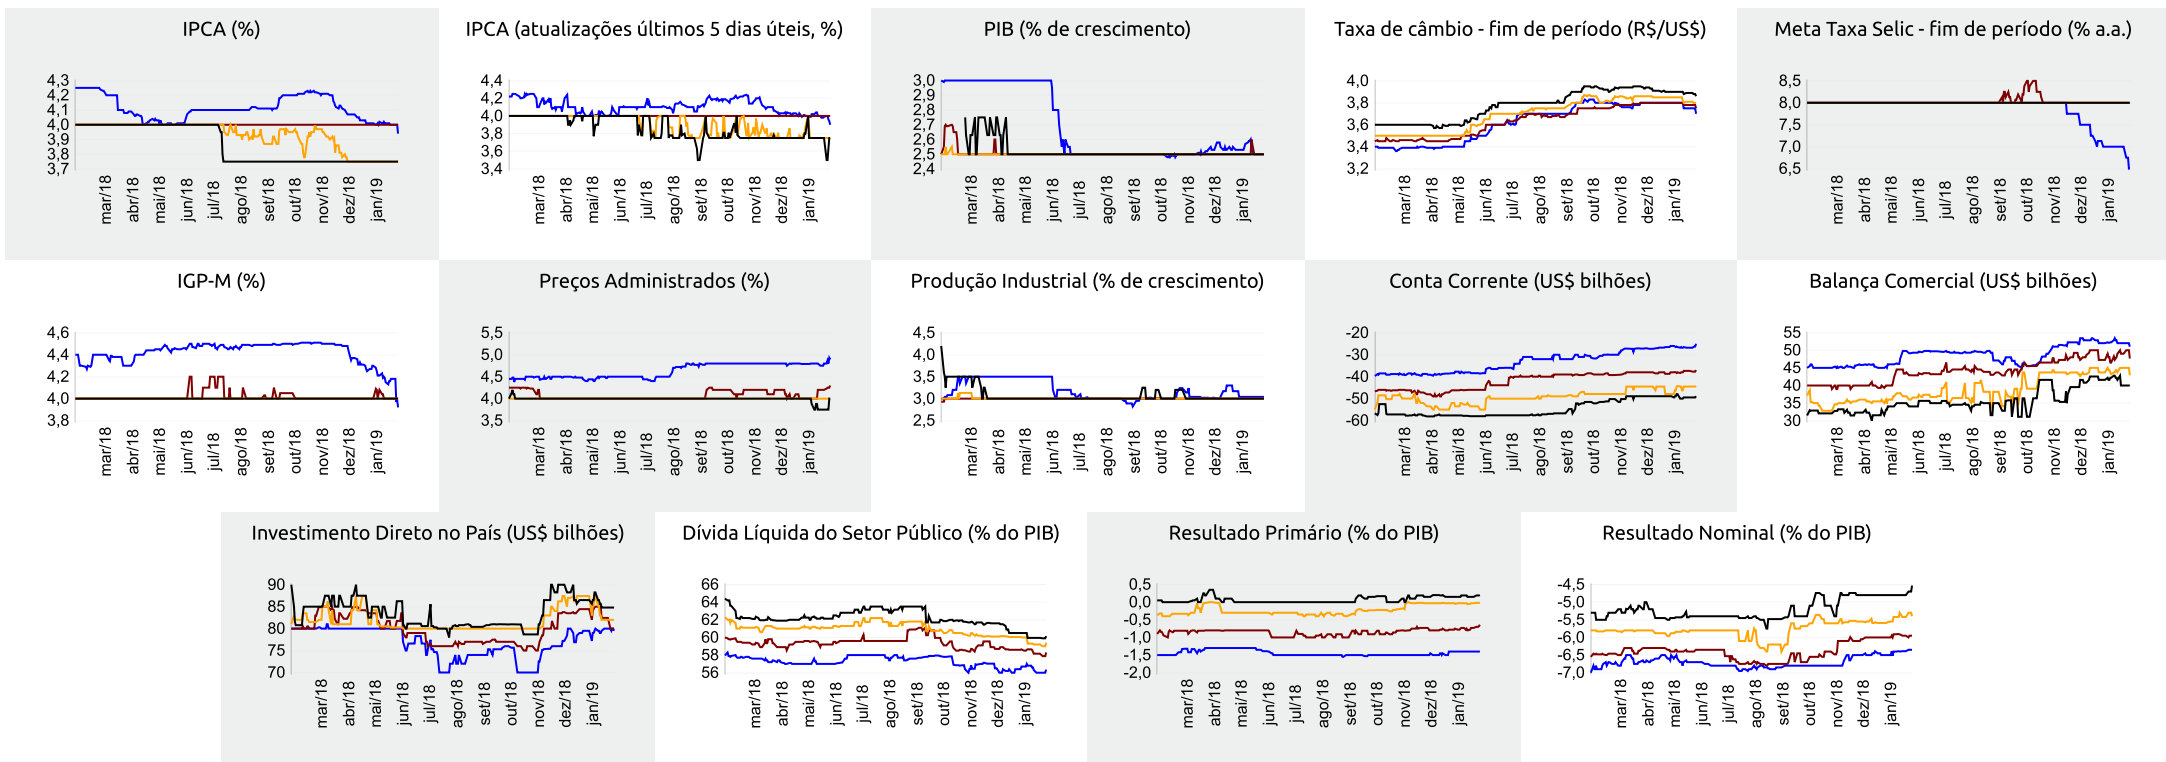 IPCA (%)
4,3
4,2
4,1
4,0
3,9
3,8
3,7
mar/18
abr/18
mai/18
jun/18
jul/18
ago/18
set/18
out/18
nov/18
dez/18
jan/19
IPCA (atualizações últimos 5 dias úteis, %)
4,4
4,2
4,0
3,8
3,6
3,4
mar/18
abr/18
mai/18
jun/18
jul/18
ago/18
set/18
out/18
nov/18
dez/18
jan/19
PIB (% de crescimento)
3,0
2,9
2,8
2,7
2,6
2,5
2,4
mar/18
abr/18
mai/18
jun/18
jul/18
ago/18
set/18
out/18
nov/18
dez/18
jan/19
Taxa de câmbio - fim de período (R$/US$)
4,0
3,8
3,6
3,4
3,2
mar/18
abr/18
mai/18
jun/18
jul/18
ago/18
set/18
out/18
nov/18
dez/18
jan/19
Meta Taxa Selic - fim de período (% a.a.)
8,5
8,0
7,5
7,0
6,5
mar/18
abr/18
mai/18
jun/18
jul/18
ago/18
set/18
out/18
nov/18
dez/18
jan/19
IGP-M (%)
4,6
4,4
4,2
4,0
3,8
mar/18
abr/18
mai/18
jun/18
jul/18
ago/18
set/18
out/18
nov/18
dez/18
jan/19
Preços Administrados (%)
5,5
5,0
4,5
4,0
3,5
mar/18
abr/18
mai/18
jun/18
jul/18
ago/18
set/18
out/18
nov/18
dez/18
jan/19
Produção Industrial (% de crescimento)
4,5
4,0
3,5
3,0
2,5
mar/18
abr/18
mai/18
jun/18
jul/18
ago/18
set/18
out/18
nov/18
dez/18
jan/19
Conta Corrente (US$ bilhões)
-20
-30
-40
-50
-60
mar/18
abr/18
mai/18
jun/18
jul/18
ago/18
set/18
out/18
nov/18
dez/18
jan/19
Balança Comercial (US$ bilhões)
55
50
45
40
35
30
mar/18
abr/18
mai/18
jun/18
jul/18
ago/18
set/18
out/18
nov/18
dez/18
jan/19
Investimento Direto no País (US$ bilhões)
90
85
80
75
70
mar/18
abr/18
mai/18
jun/18
jul/18
ago/18
set/18
out/18
nov/18
dez/18
jan/19
Dívida Líquida do Setor Público (% do PIB)
66
64
62
60
58
56
mar/18
abr/18
mai/18
jun/18
jul/18
ago/18
set/18
out/18
nov/18
dez/18
jan/19
Resultado Primário (% do PIB)
0,5
0,0
-0,5
-1,0
-1,5
-2,0
mar/18
abr/18
mai/18
jun/18
jul/18
ago/18
set/18
out/18
nov/18
dez/18
jan/19
Resultado Nominal (% do PIB)
-4,5
-5,0
-5,5
-6,0
-6,5
-7,0
mar/18
abr/18
mai/18
jun/18
jul/18
ago/18
set/18
out/18
nov/18
dez/18
jan/19